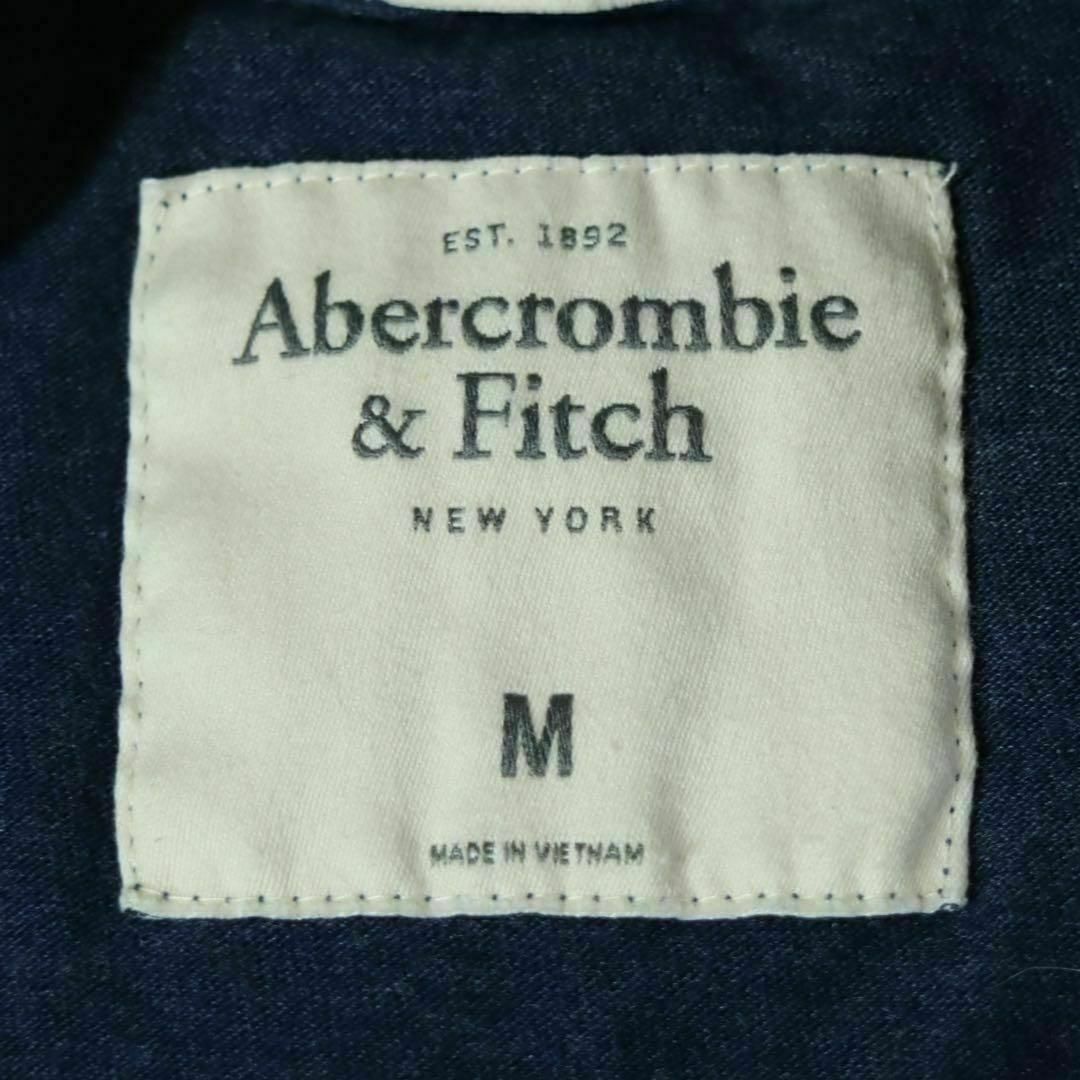 EST. 1892
Abercrombie
& Fitch
NEW YORK
M
MADE IN VIETNAM